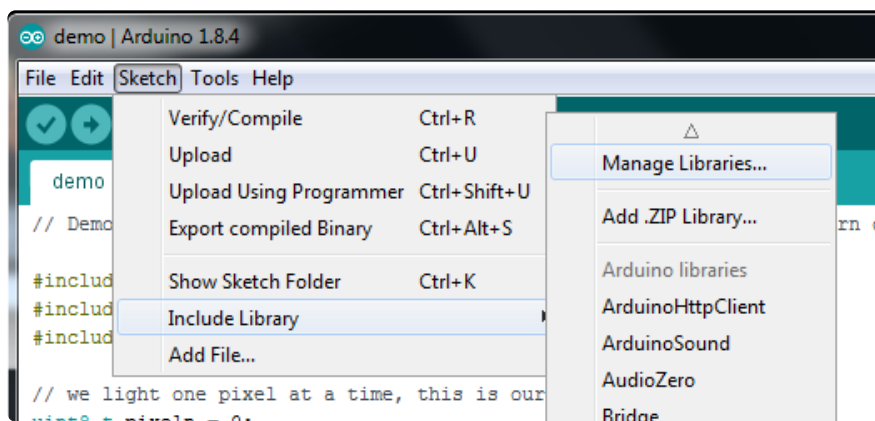 demo | Arduino 1.8.4
File Edit Sketch Tools Help
Verify/Compile Ctrl+R
Upload Ctrl+U
Upload Using Programmer Ctrl+Shift+U
Export compiled Binary Ctrl+Alt+S
Show Sketch Folder Ctrl+K
Include Library
Add File...
Manage Libraries...
Add .ZIP Library...
Arduino libraries
ArduinoHttpClient
ArduinoSound
AudioZero
Bridge
demo
// Demo
#includ
#includ
#includ
// we light one pixel at a time, this is our
uint8_t pixeln = 0;